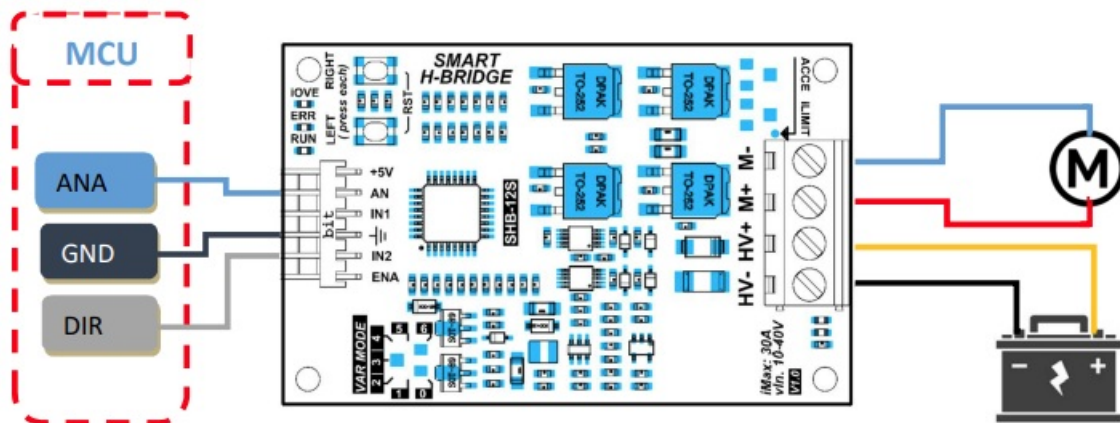 MCU
ANA
GND
DIR
SMART
H-BRIDGE
RIGHT
LEFT
( press each)
RST
iOVE
ERR
RUN
+5V
AN
IN1
IN2
ENA
bit
SHB-12S
DPAK
TO-252
DPAK
TO-252
DPAK
TO-252
DPAK
TO-252
ACCE
iLIMIT
M-
M+
HV+
HV-
M
VAR MODE
2 3 4
5 6
1 0
iMax: 30A
vIn. 10-40V
V1.0
- +